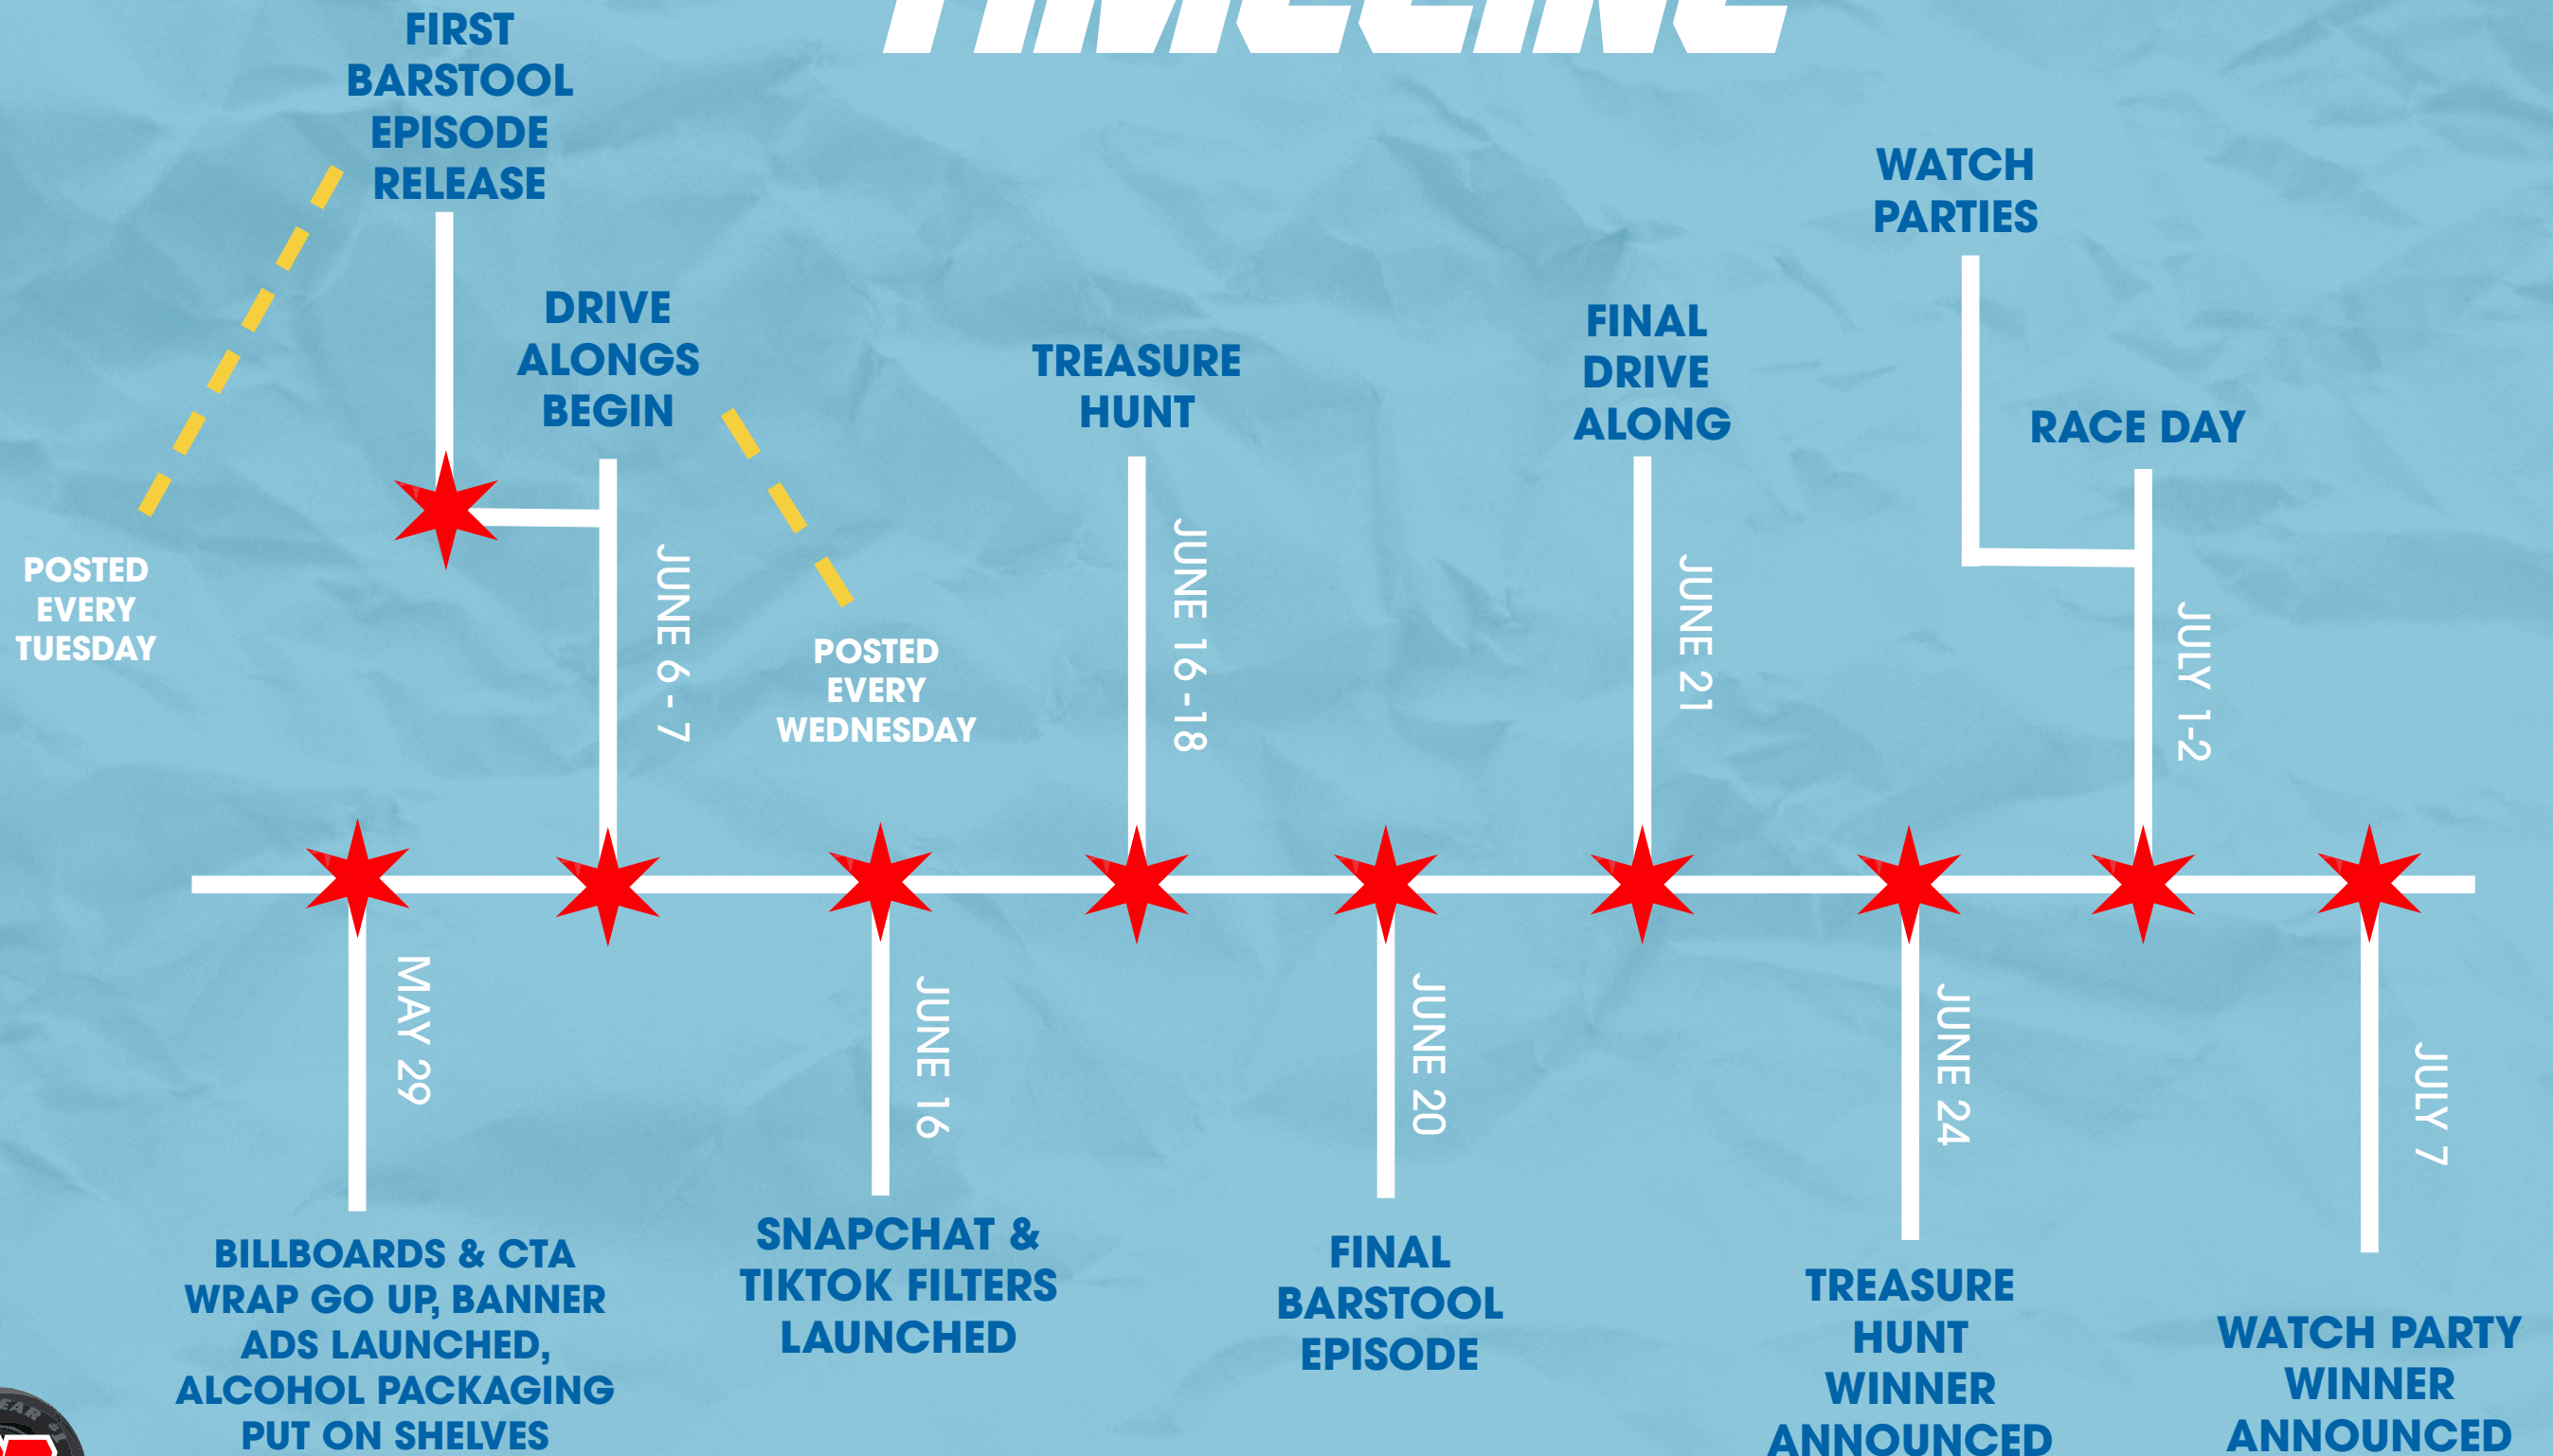 TIMELINE
FIRST
BARSTOOL
EPISODE
RELEASE
POSTED
EVERY
TUESDAY
DRIVE
ALONGS
BEGIN
JUNE 6 - 7
POSTED
EVERY
WEDNESDAY
TREASURE
HUNT
JUNE 16 -18
FINAL
DRIVE
ALONG
JUNE 21
WATCH
PARTIES
RACE DAY
JULY 1-2
MAY 29
BILLBOARDS & CTA
WRAP GO UP, BANNER
ADS LAUNCHED,
ALCOHOL PACKAGING
PUT ON SHELVES
JUNE 16
SNAPCHAT &
TIKTOK FILTERS
LAUNCHED
JUNE 20
FINAL
BARSTOOL
EPISODE
JUNE 24
TREASURE
HUNT
WINNER
ANNOUNCED
JULY 7
WATCH PARTY
WINNER
ANNOUNCED